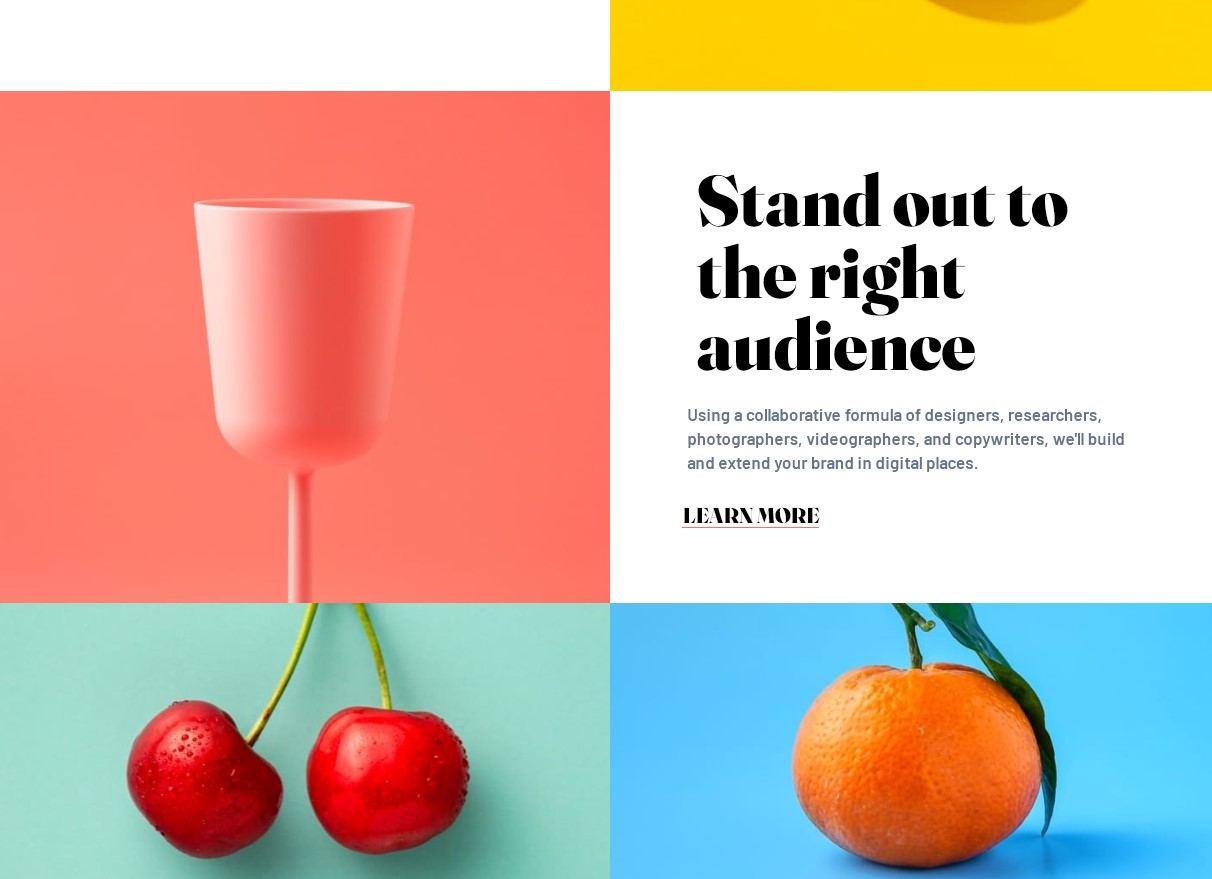 Stand out to
the right
audience
Using a collaborative formula of designers, researchers,
photographers, videographers, and copywriters, we'll build
and extend your brand in digital places.
LEARN MORE